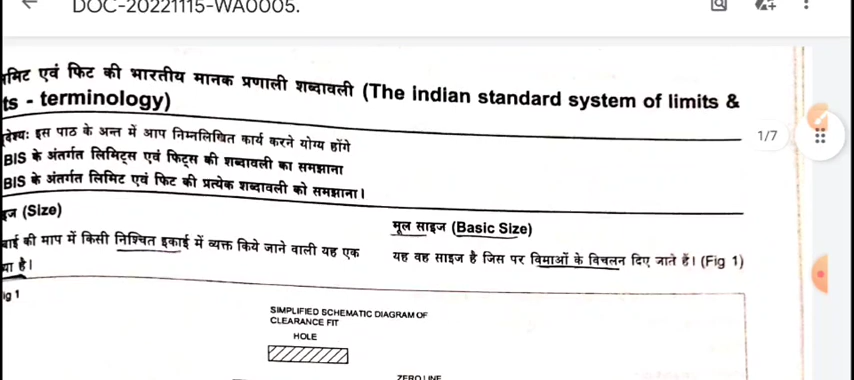 DOC-20221115-WA0005.
लिमिट एवं फिट की भारतीय मानक प्रणाली शब्दावली (The indian standard system of limits &
ts - terminology)
1/7
देश्यः इस पाठ के अन्त में आप निम्नलिखित कार्य करने योग्य होंगे
BIS के अंतर्गत लिमिट्स एवं फिट्स की शब्दावली का समझाना
BIS के अंतर्गत लिमिट एवं फिट की प्रत्येक शब्दावली को समझाना।
इज (Size)
बाई की माप में किसी निश्चित इकाई में व्यक्त किये जाने वाली यह एक
या है।
मूल साइज (Basic Size)
यह वह साइज है जिस पर विमाओं के विचलन दिए जाते हैं। (Fig 1)
ig 1
SIMPLIFIED SCHEMATIC DIAGRAM OF
CLEARANCE FIT
HOLE
ZERO LINE